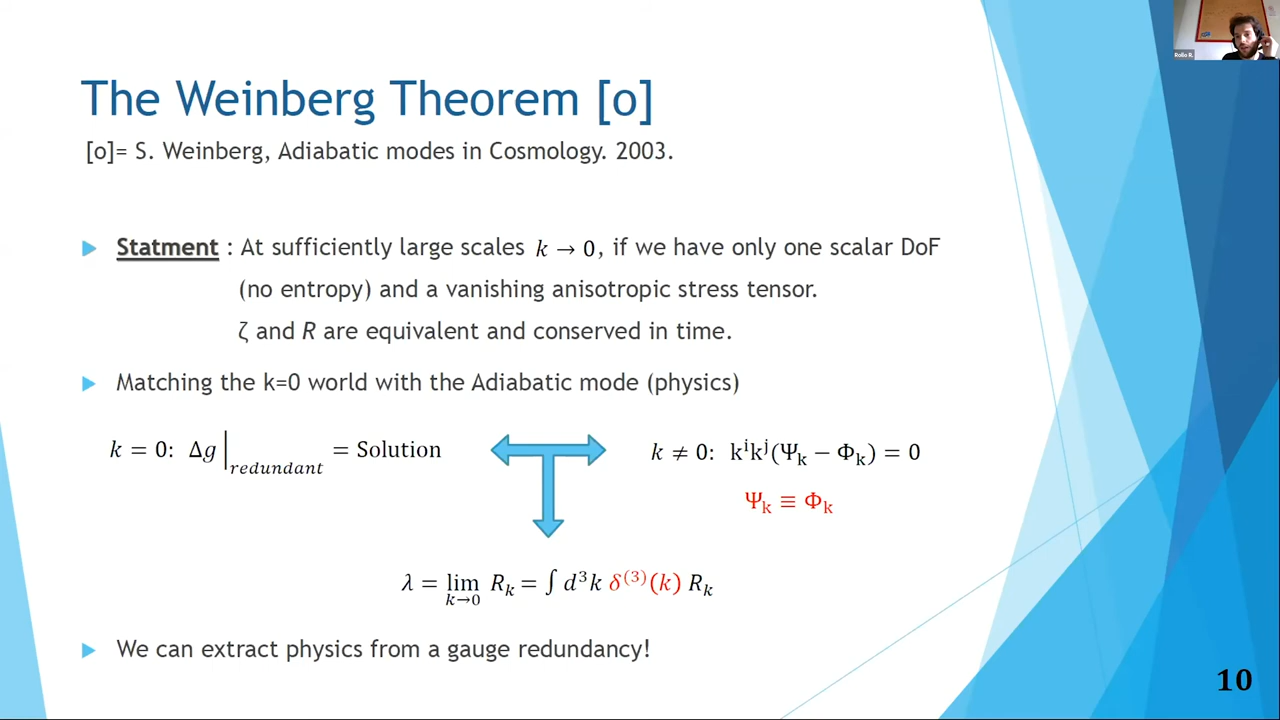 Rollo R.
The Weinberg Theorem [o]
[o]= S. Weinberg, Adiabatic modes in Cosmology. 2003.
Statment : At sufficiently large scales k → 0, if we have only one scalar DoF
(no entropy) and a vanishing anisotropic stress tensor.
ζ and R are equivalent and conserved in time.
Matching the k=0 world with the Adiabatic mode (physics)
k = 0: Δg|redundant = Solution
k ≠ 0: kⁱkʲ(Ψk − Φk) = 0
Ψk ≡ Φk
λ = lim k→0 Rk = ∫ d³k δ⁽³⁾(k) Rk
We can extract physics from a gauge redundancy!
10